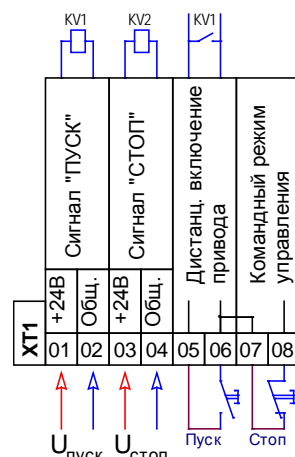 KV1
KV2
KV1
Сигнал "ПУСК"
Сигнал "СТОП"
Дистанц. включение
привода
Командный режим
управления
+24В
Общ.
+24В
Общ.
XT1
01
02
03
04
05
06
07
08
Uпуск
Uстоп
Пуск
Стоп